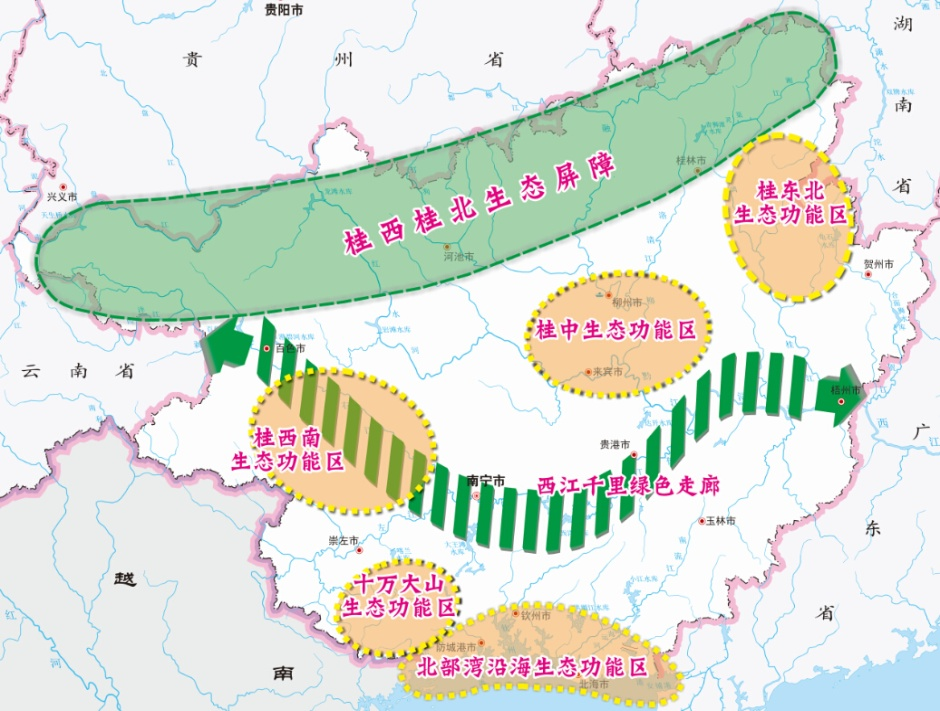 贵阳市
湖
贵 州 省
南
省
兴义市
桂林市
桂西桂北生态屏障
桂东北
生态功能区
河池市
贺州市
柳州市
桂中生态功能区
百色市
来宾市
云 南 省
梧州市
桂西南
生态功能区
贵港市
西
江
广
南宁市
西江千里绿色走廊
玉林市
东
崇左市
越
十万大山
生态功能区
省
红
河
钦州市
防城港市
北部湾沿海生态功能区
南
北海市